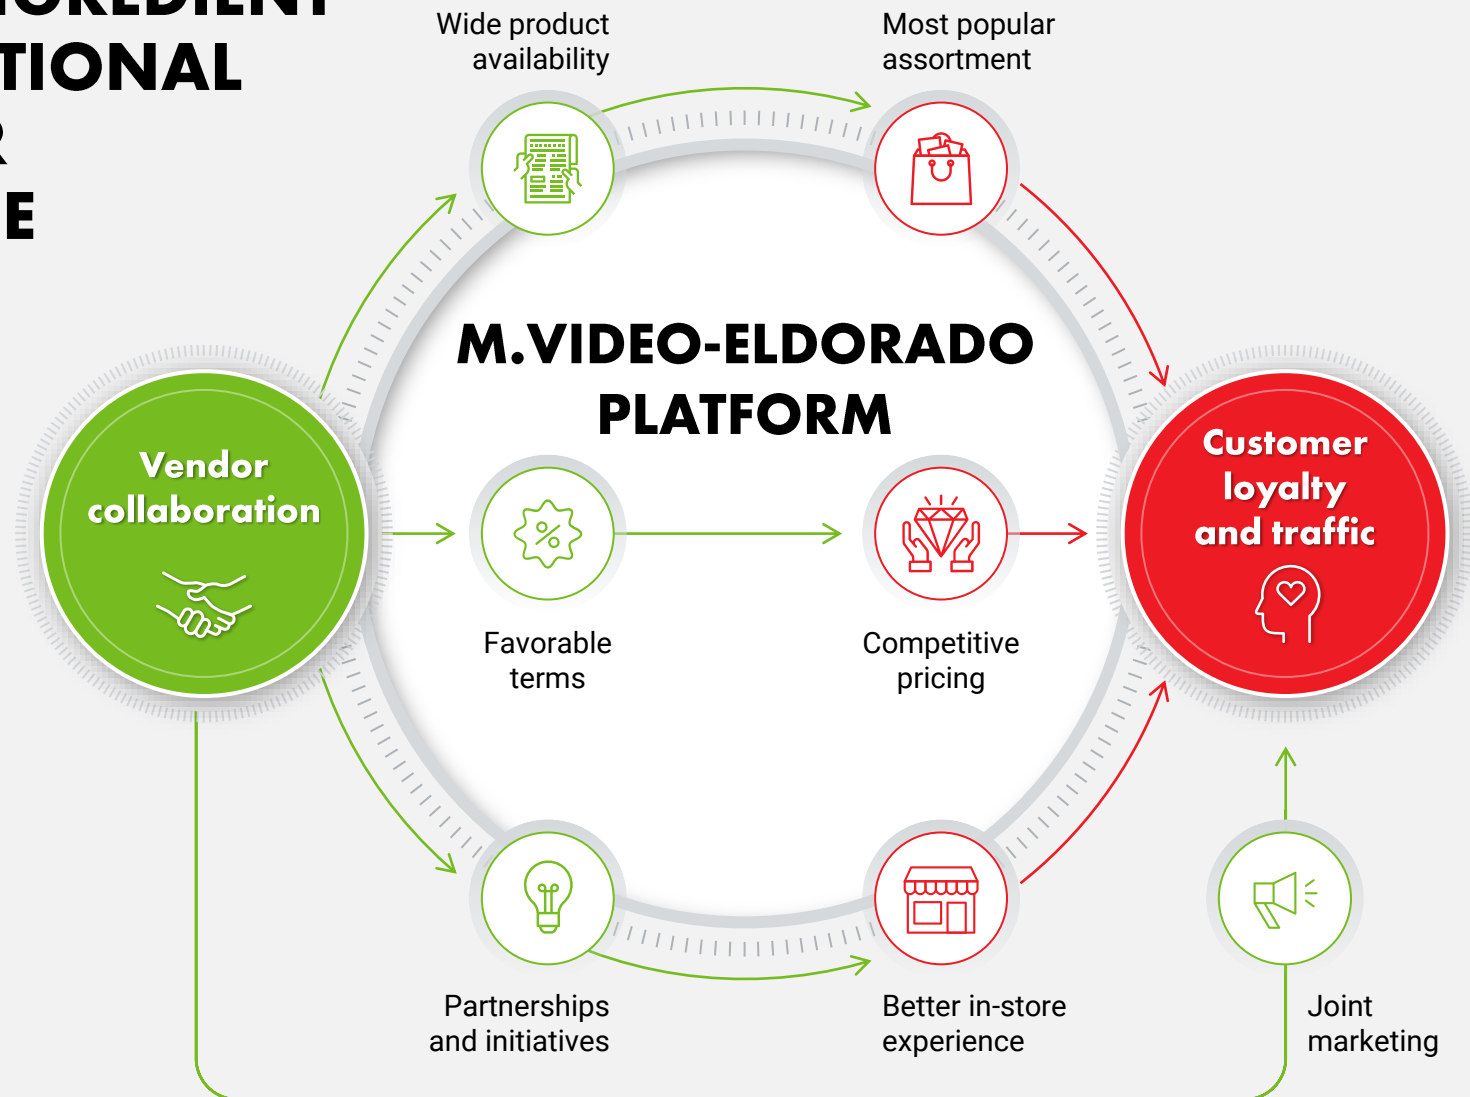 TIONAL
R
E
Wide product
availability
Most popular
assortment
M.VIDEO-ELDORADO
PLATFORM
Vendor
collaboration
Customer
loyalty
and traffic
Favorable
terms
Competitive
pricing
Partnerships
and initiatives
Better in-store
experience
Joint
marketing